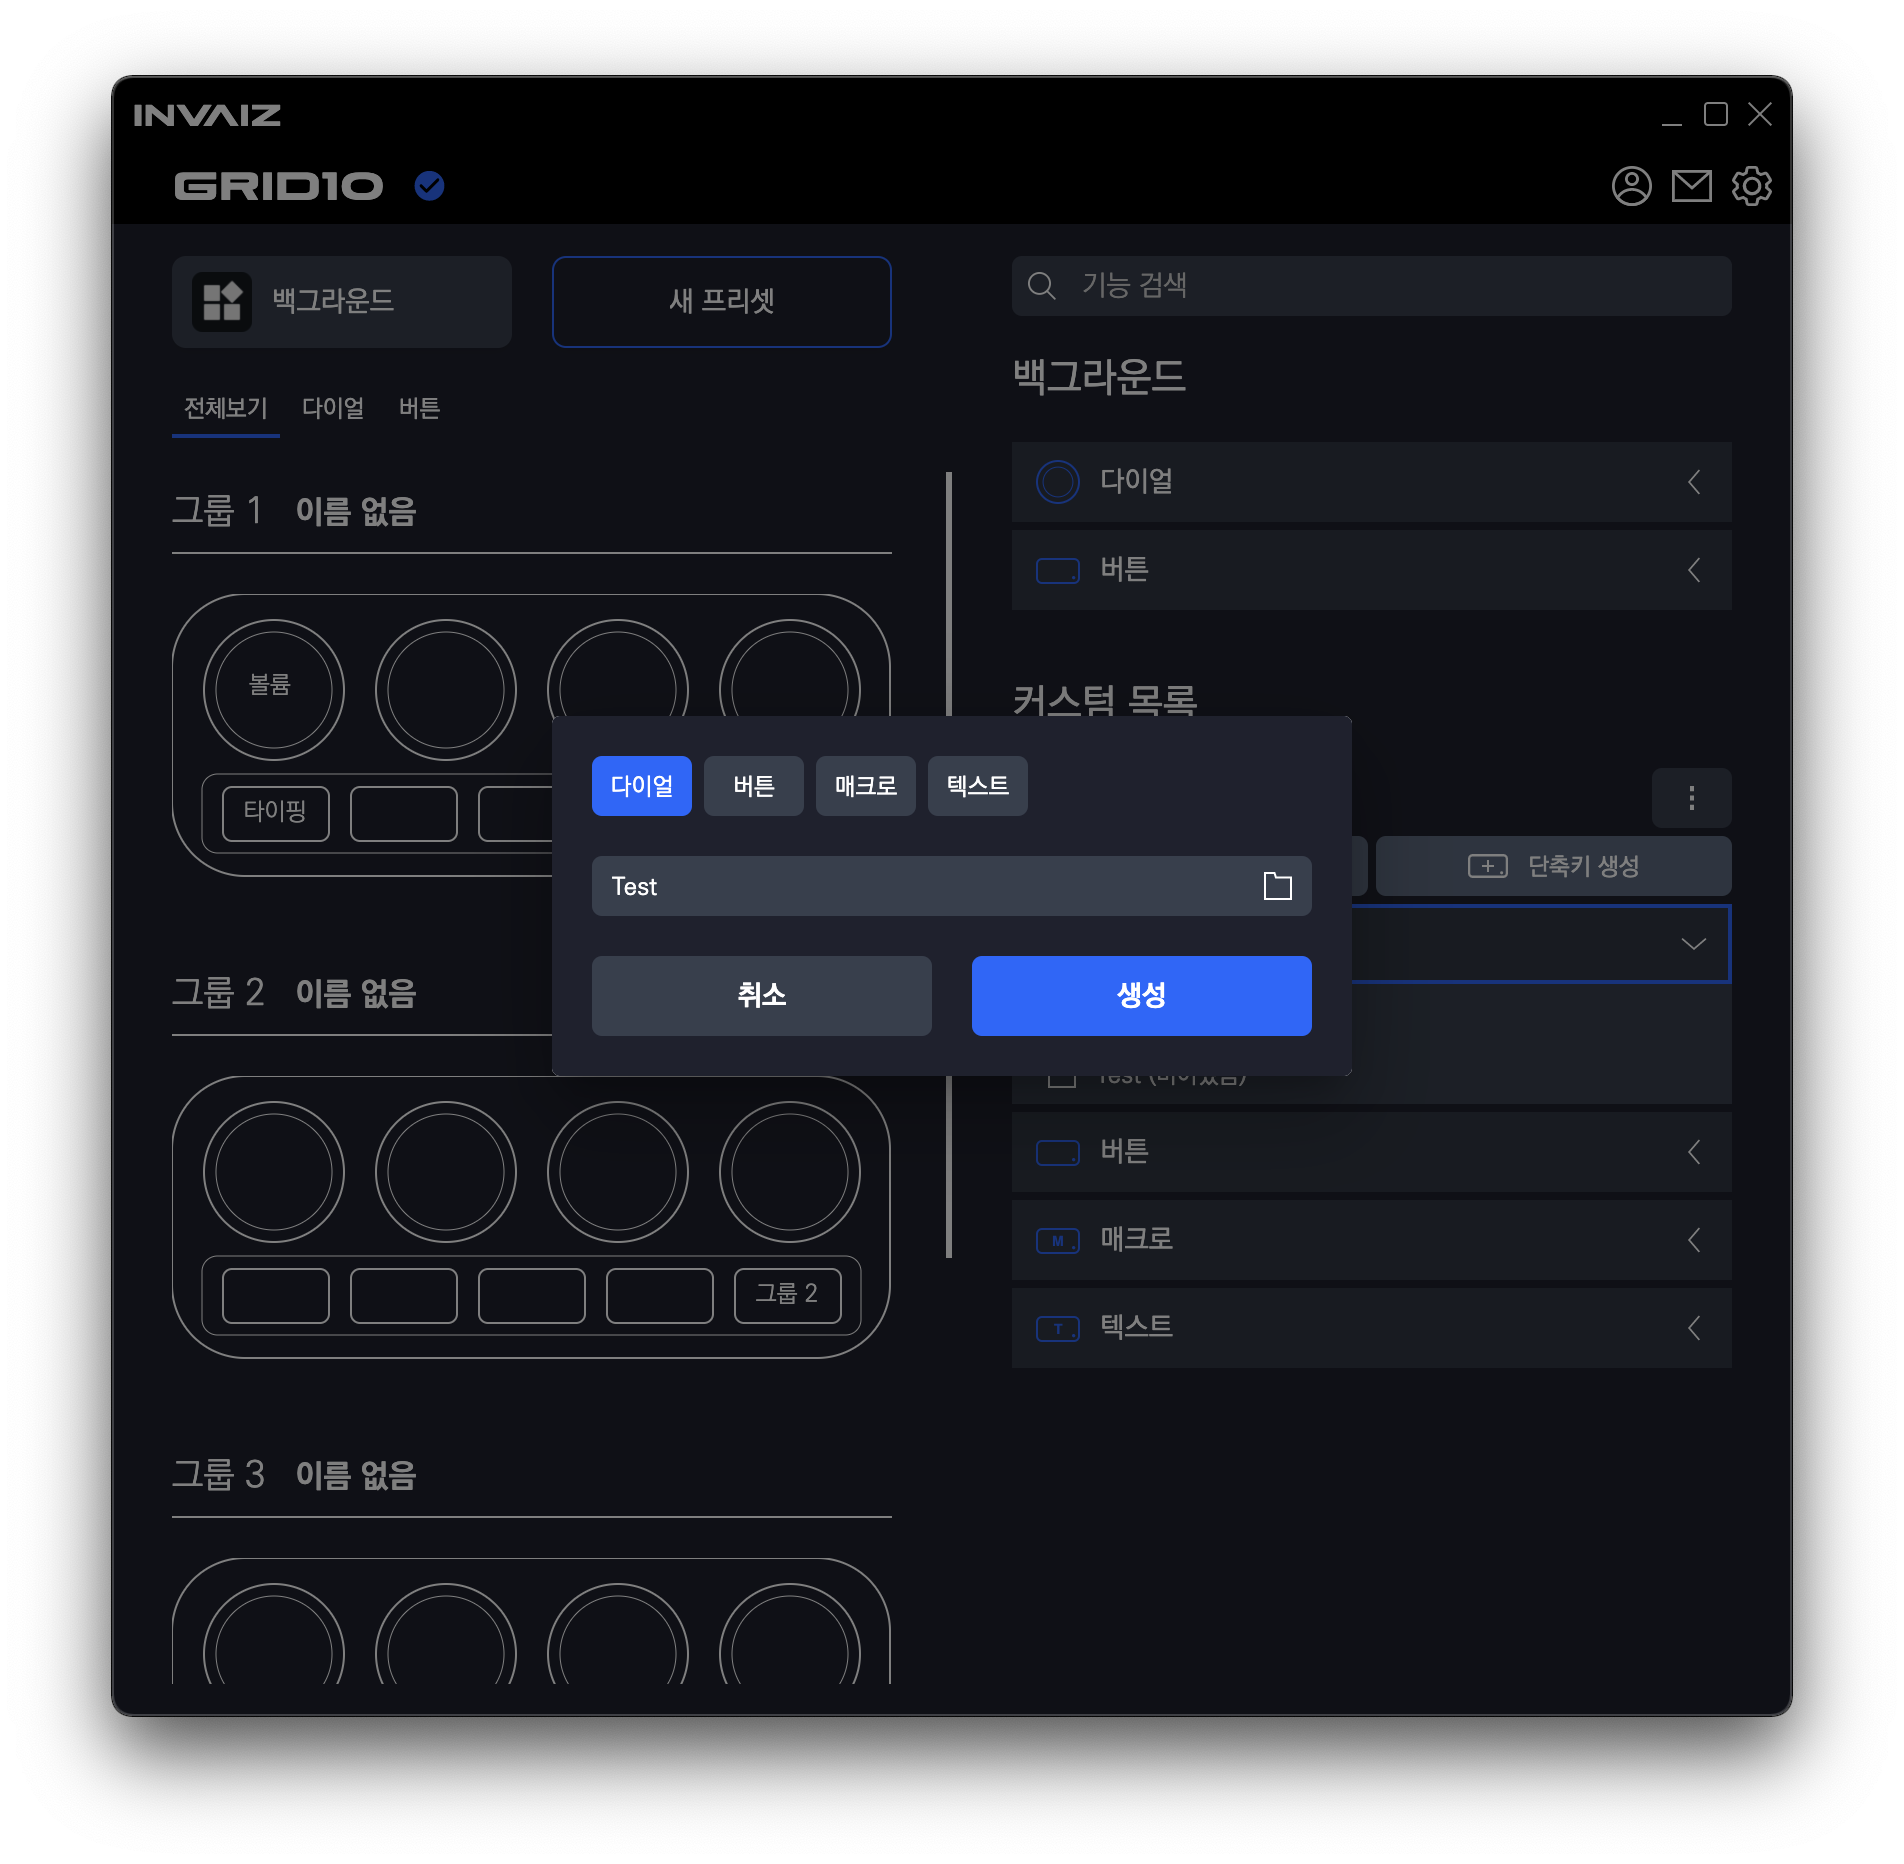 INVAIZ
GRID10
백그라운드
새 프리셋
기능 검색
전체보기
다이얼
버튼
백그라운드
다이얼
버튼
그룹 1 이름 없음
볼륨
타이핑
커스텀 목록
다이얼
버튼
매크로
텍스트
Test
취소
생성
단축키 생성
Test (비어있음)
그룹 2 이름 없음
그룹 2
버튼
M
매크로
T
텍스트
그룹 3 이름 없음